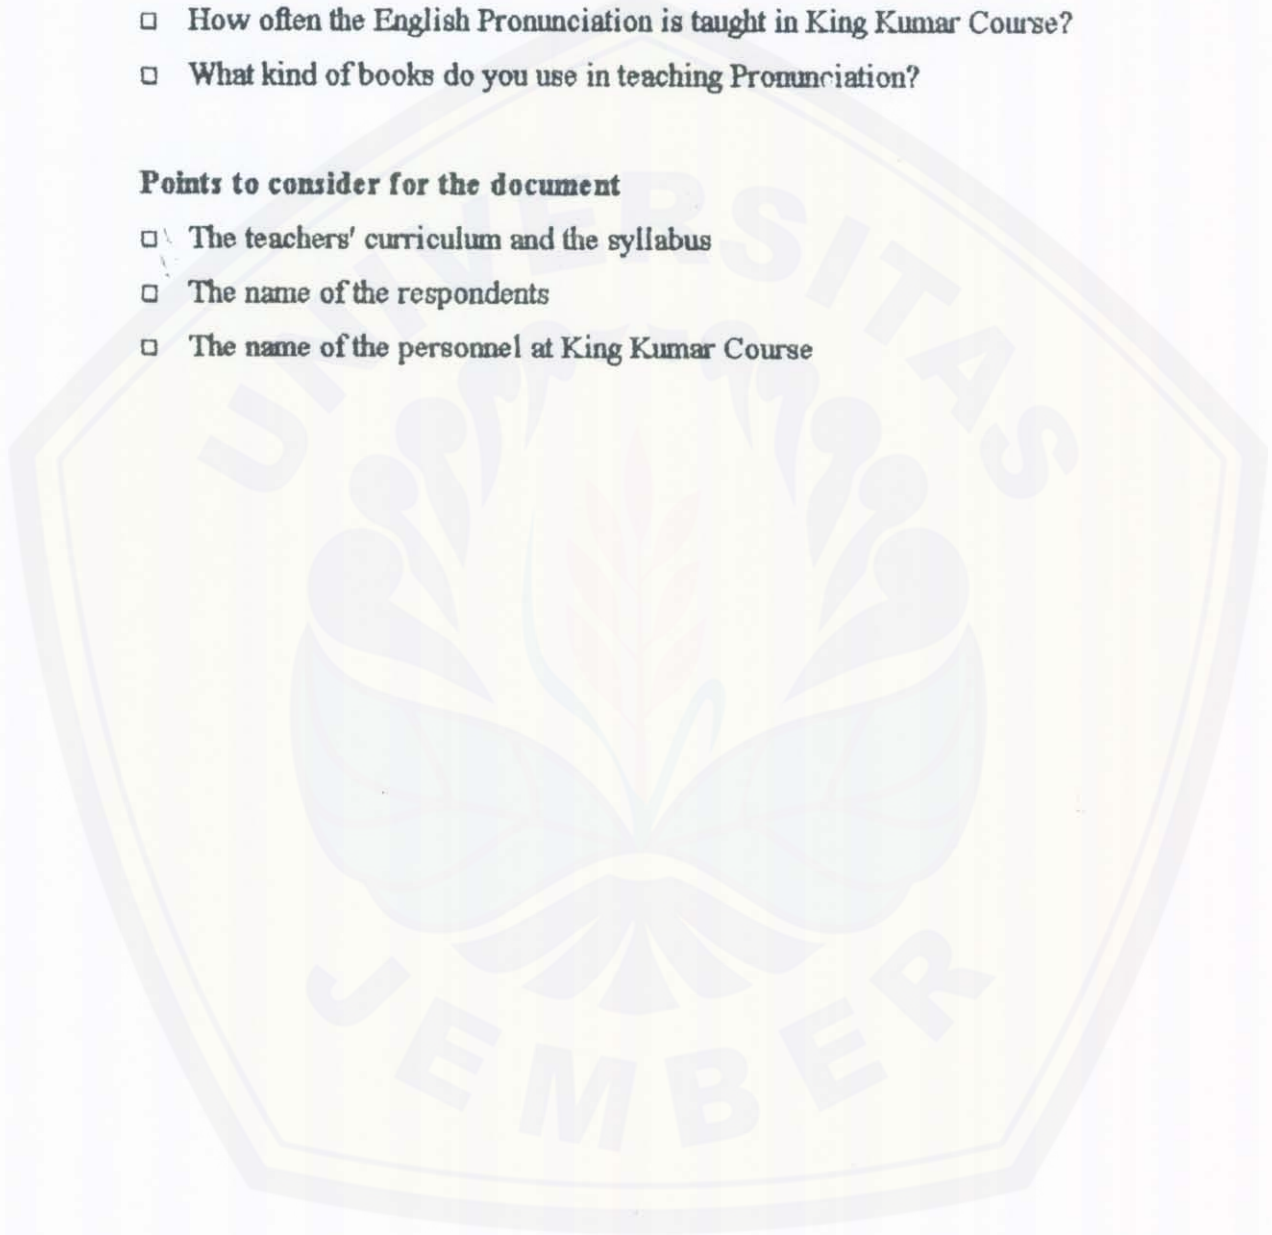 □ How often the English Pronunciation is taught in King Kumar Course?
□ What kind of books do you use in teaching Pronunciation?
Points to consider for the document
□ The teachers' curriculum and the syllabus
□ The name of the respondents
□ The name of the personnel at King Kumar Course
UNIVERSITAS
JEMBER